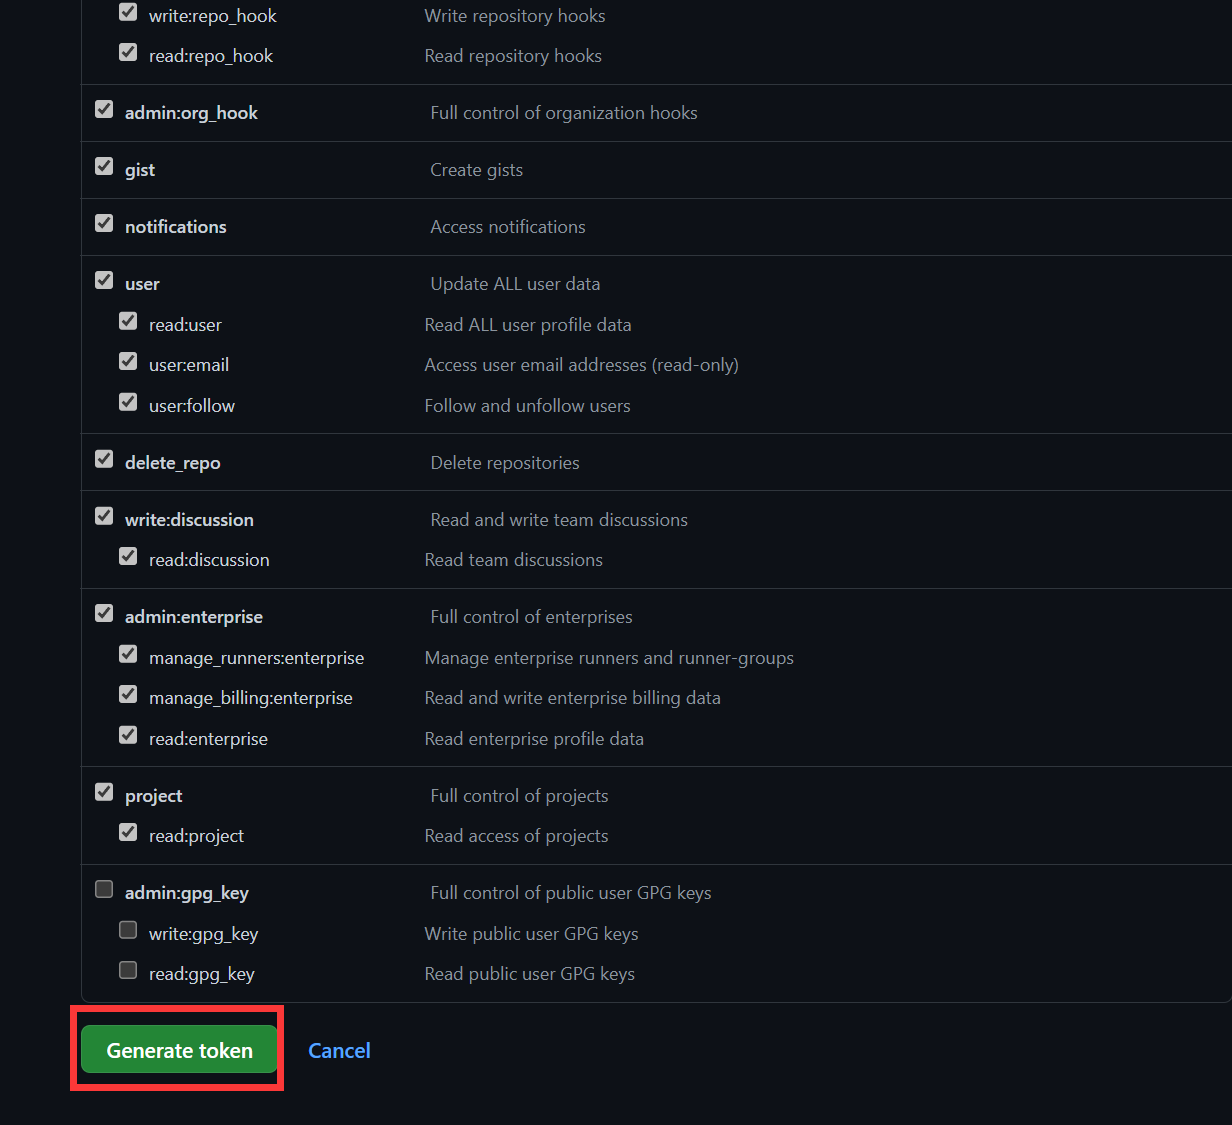 write:repo_hook Write repository hooks
read:repo_hook Read repository hooks
admin:org_hook Full control of organization hooks
gist Create gists
notifications Access notifications
user Update ALL user data
read:user Read ALL user profile data
user:email Access user email addresses (read-only)
user:follow Follow and unfollow users
delete_repo Delete repositories
write:discussion Read and write team discussions
read:discussion Read team discussions
admin:enterprise Full control of enterprises
manage_runners:enterprise Manage enterprise runners and runner-groups
manage_billing:enterprise Read and write enterprise billing data
read:enterprise Read enterprise profile data
project Full control of projects
read:project Read access of projects
admin:gpg_key Full control of public user GPG keys
write:gpg_key Write public user GPG keys
read:gpg_key Read public user GPG keys
Generate token Cancel